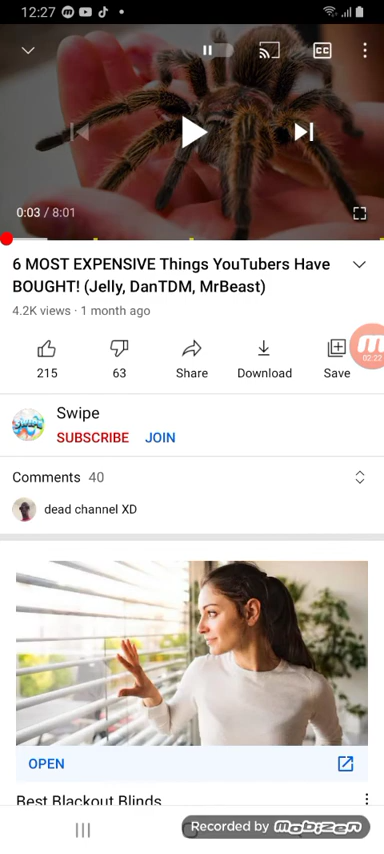 12:27
CC
0:03 / 8:01
6 MOST EXPENSIVE Things YouTubers Have
BOUGHT! (Jelly, DanTDM, MrBeast)
4.2K views · 1 month ago
02:22
215 63 Share Download Save
SWIPE
Swipe
SUBSCRIBE JOIN
Comments 40
dead channel XD
OPEN
Best Blackout Blinds
Recorded by mobizen